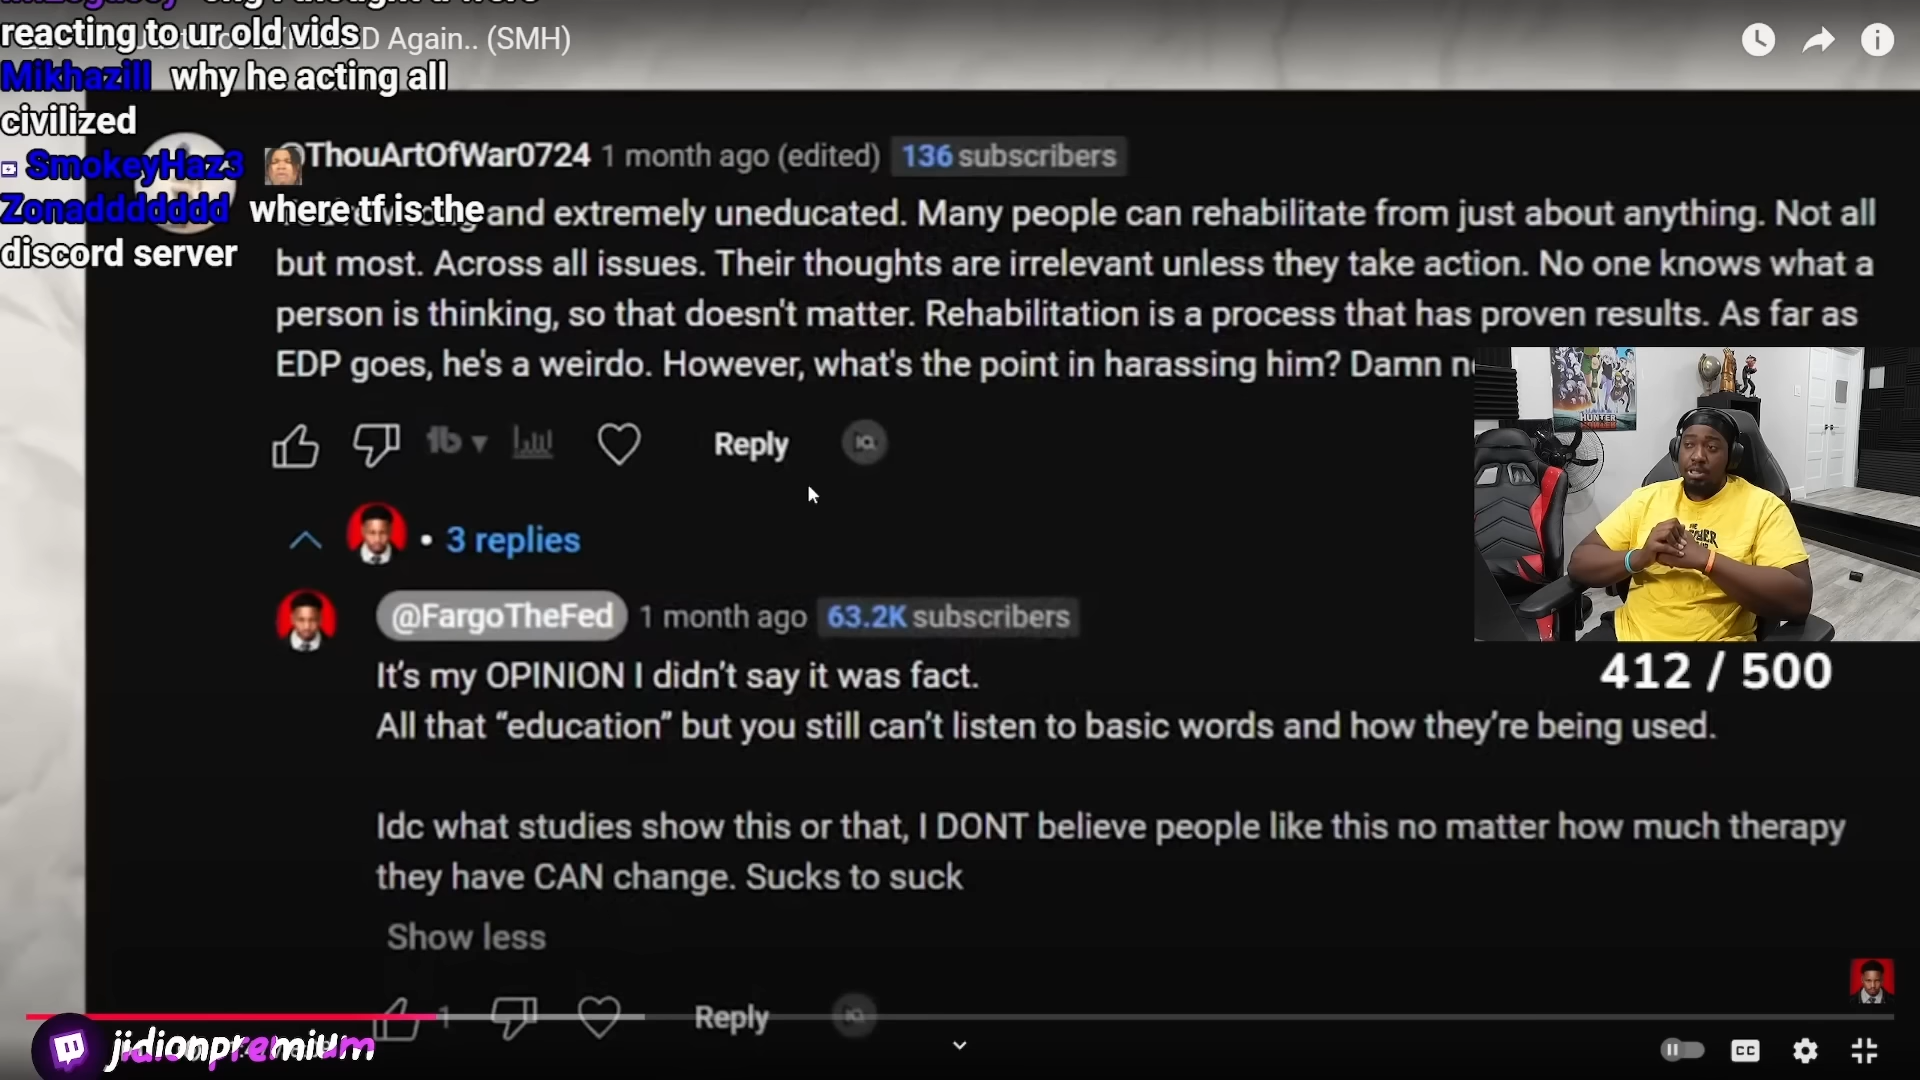 reacting to ur old vids
D Again.. (SMH)
Mikhazill why he acting all
civilized
SmokeyHaz3
@ThouArtOfWar0724 1 month ago (edited) 136 subscribers
Zonaddddddd where tf is the
discord server
and extremely uneducated. Many people can rehabilitate from just about anything. Not all
but most. Across all issues. Their thoughts are irrelevant unless they take action. No one knows what a
person is thinking, so that doesn't matter. Rehabilitation is a process that has proven results. As far as
EDP goes, he's a weirdo. However, what's the point in harassing him? Damn
HUNTER
Reply
3 replies
@FargoTheFed 1 month ago 63.2K subscribers
It's my OPINION I didn't say it was fact.
412 / 500
All that “education” but you still can't listen to basic words and how they're being used.
Idc what studies show this or that, I DONT believe people like this no matter how much therapy
they have CAN change. Sucks to suck
Show less
1
Reply
jidionpremium
CC